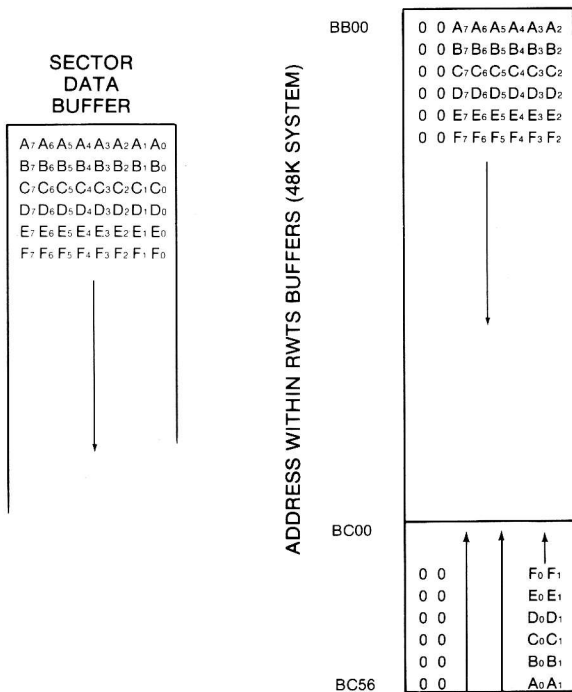 SECTOR
DATA
BUFFER
A7 A6 A5 A4 A3 A2 A1 A0
B7 B6 B5 B4 B3 B2 B1 B0
C7 C6 C5 C4 C3 C2 C1 C0
D7 D6 D5 D4 D3 D2 D1 D0
E7 E6 E5 E4 E3 E2 E1 E0
F7 F6 F5 F4 F3 F2 F1 F0
ADDRESS WITHIN RWTS BUFFERS (48K SYSTEM)
BB00
0 0 A7 A6 A5 A4 A3 A2
0 0 B7 B6 B5 B4 B3 B2
0 0 C7 C6 C5 C4 C3 C2
0 0 D7 D6 D5 D4 D3 D2
0 0 E7 E6 E5 E4 E3 E2
0 0 F7 F6 F5 F4 F3 F2
BC00
0 0 F0 F1
0 0 E0 E1
0 0 D0 D1
0 0 C0 C1
0 0 B0 B1
BC56 0 0 A0 A1